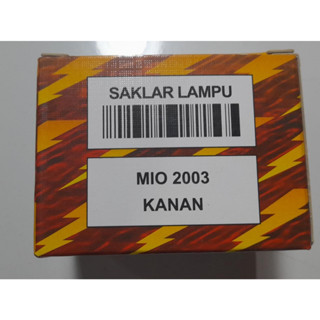 SAKLAR LAMPU
MIO 2003
KANAN